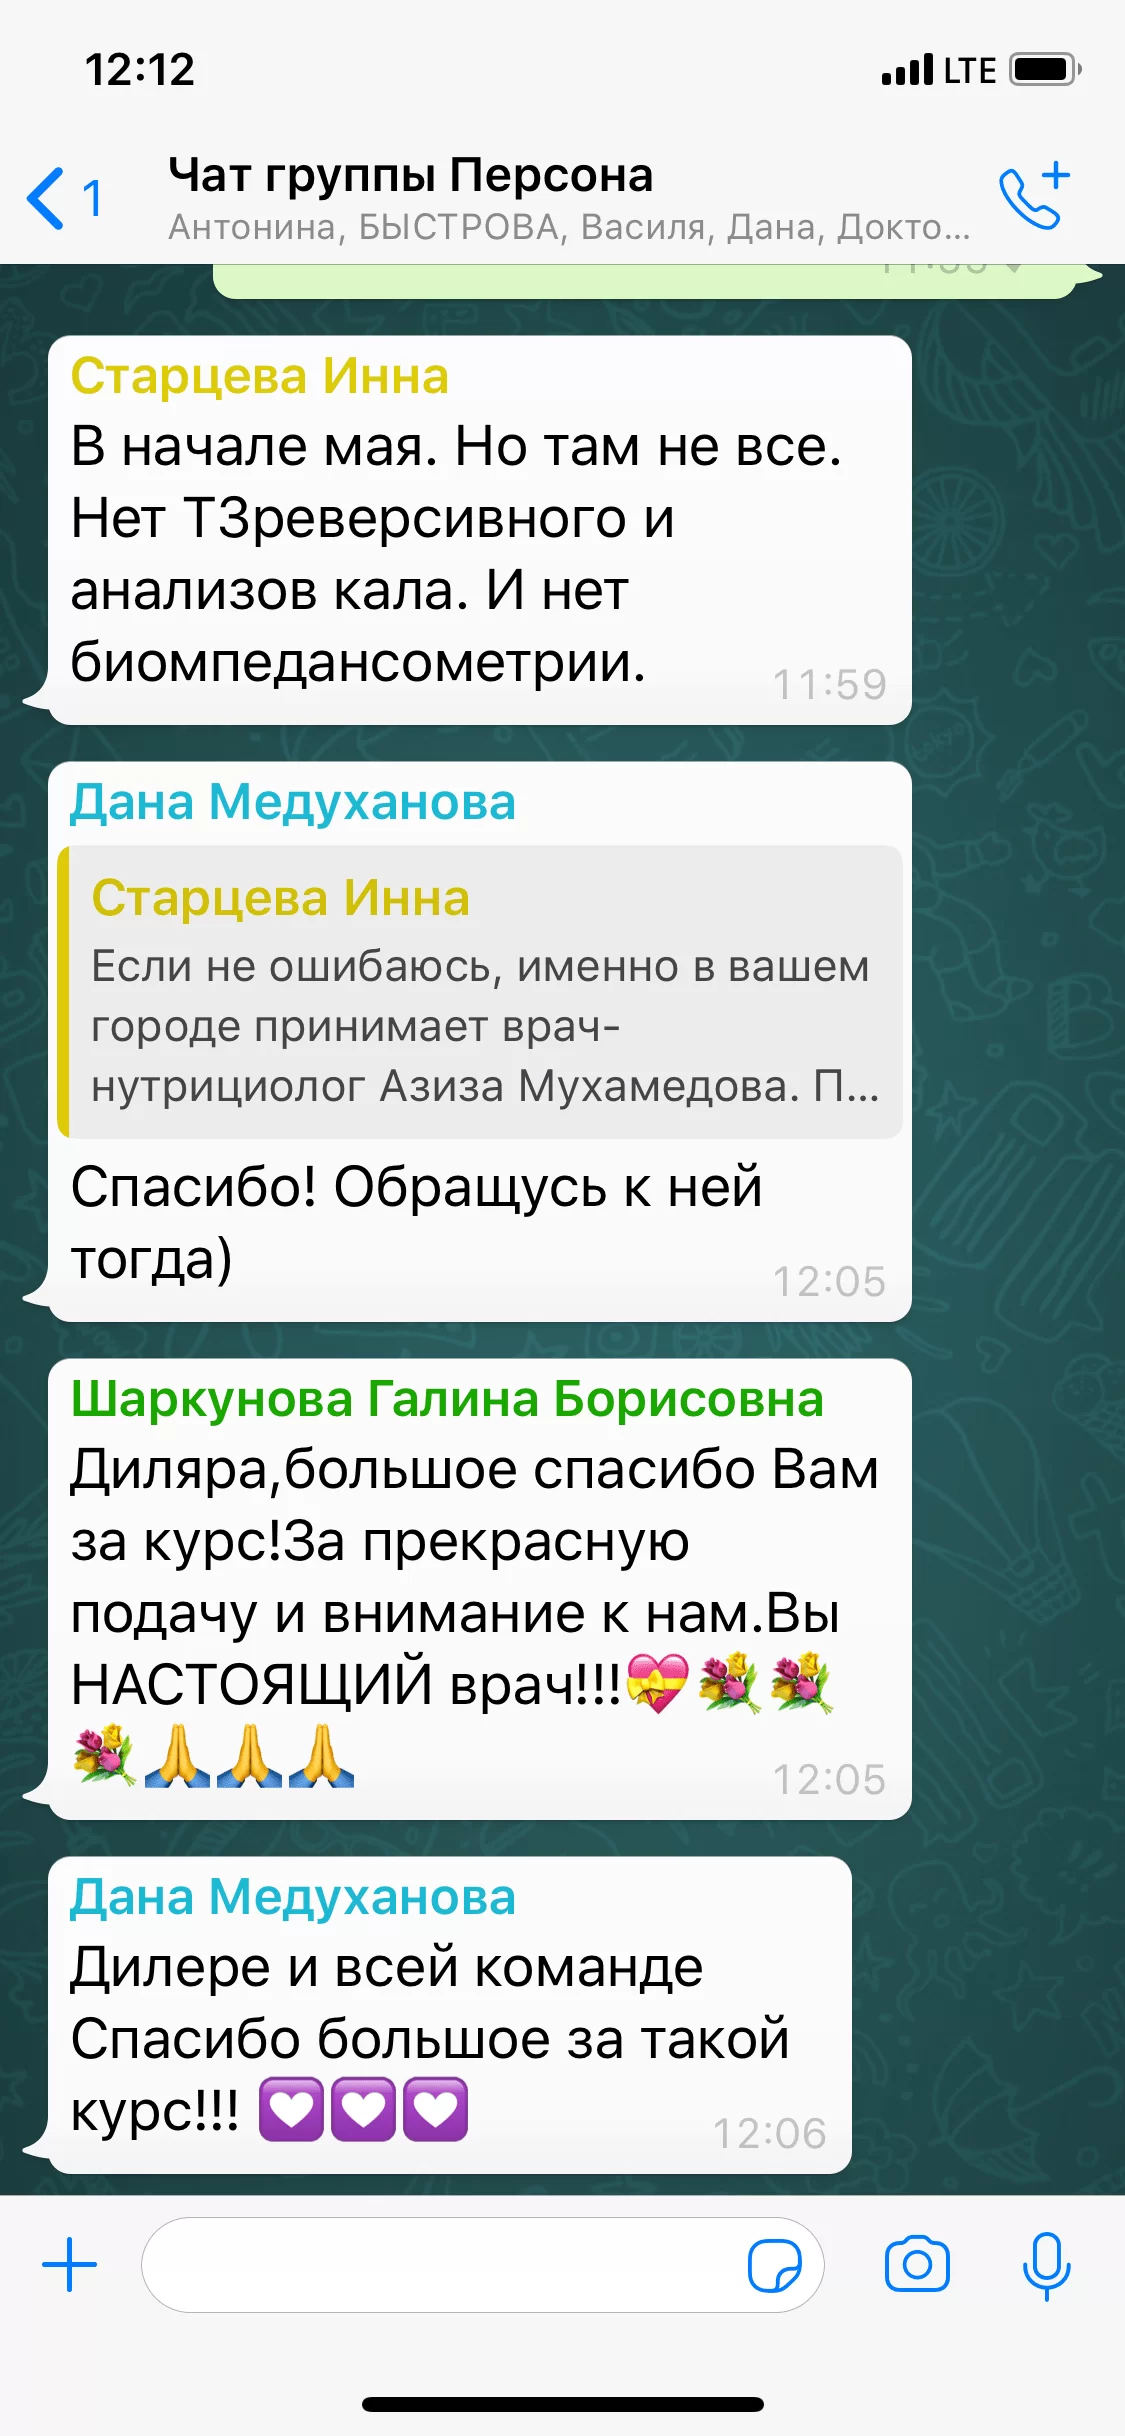 12:12
LTE
1
Чат группы Персона
Антонина, БЫСТРОВА, Василя, Дана, Докто...
Старцева Инна
В начале мая. Но там не все.
Нет Т3реверсивного и
анализов кала. И нет
биомпедансометрии.
11:59
Дана Медуханова
Старцева Инна
Если не ошибаюсь, именно в вашем
городе принимает врач-
нутрициолог Азиза Мухамедова. П...
Спасибо! Обращусь к ней
тогда)
12:05
Шаркунова Галина Борисовна
Диляра,большое спасибо Вам
за курс!За прекрасную
подачу и внимание к нам.Вы
НАСТОЯЩИЙ врач!!!💝💐💐
💐🙏🙏🙏
12:05
Дана Медуханова
Дилере и всей команде
Спасибо большое за такой
курс!!! 💟💟💟
12:06